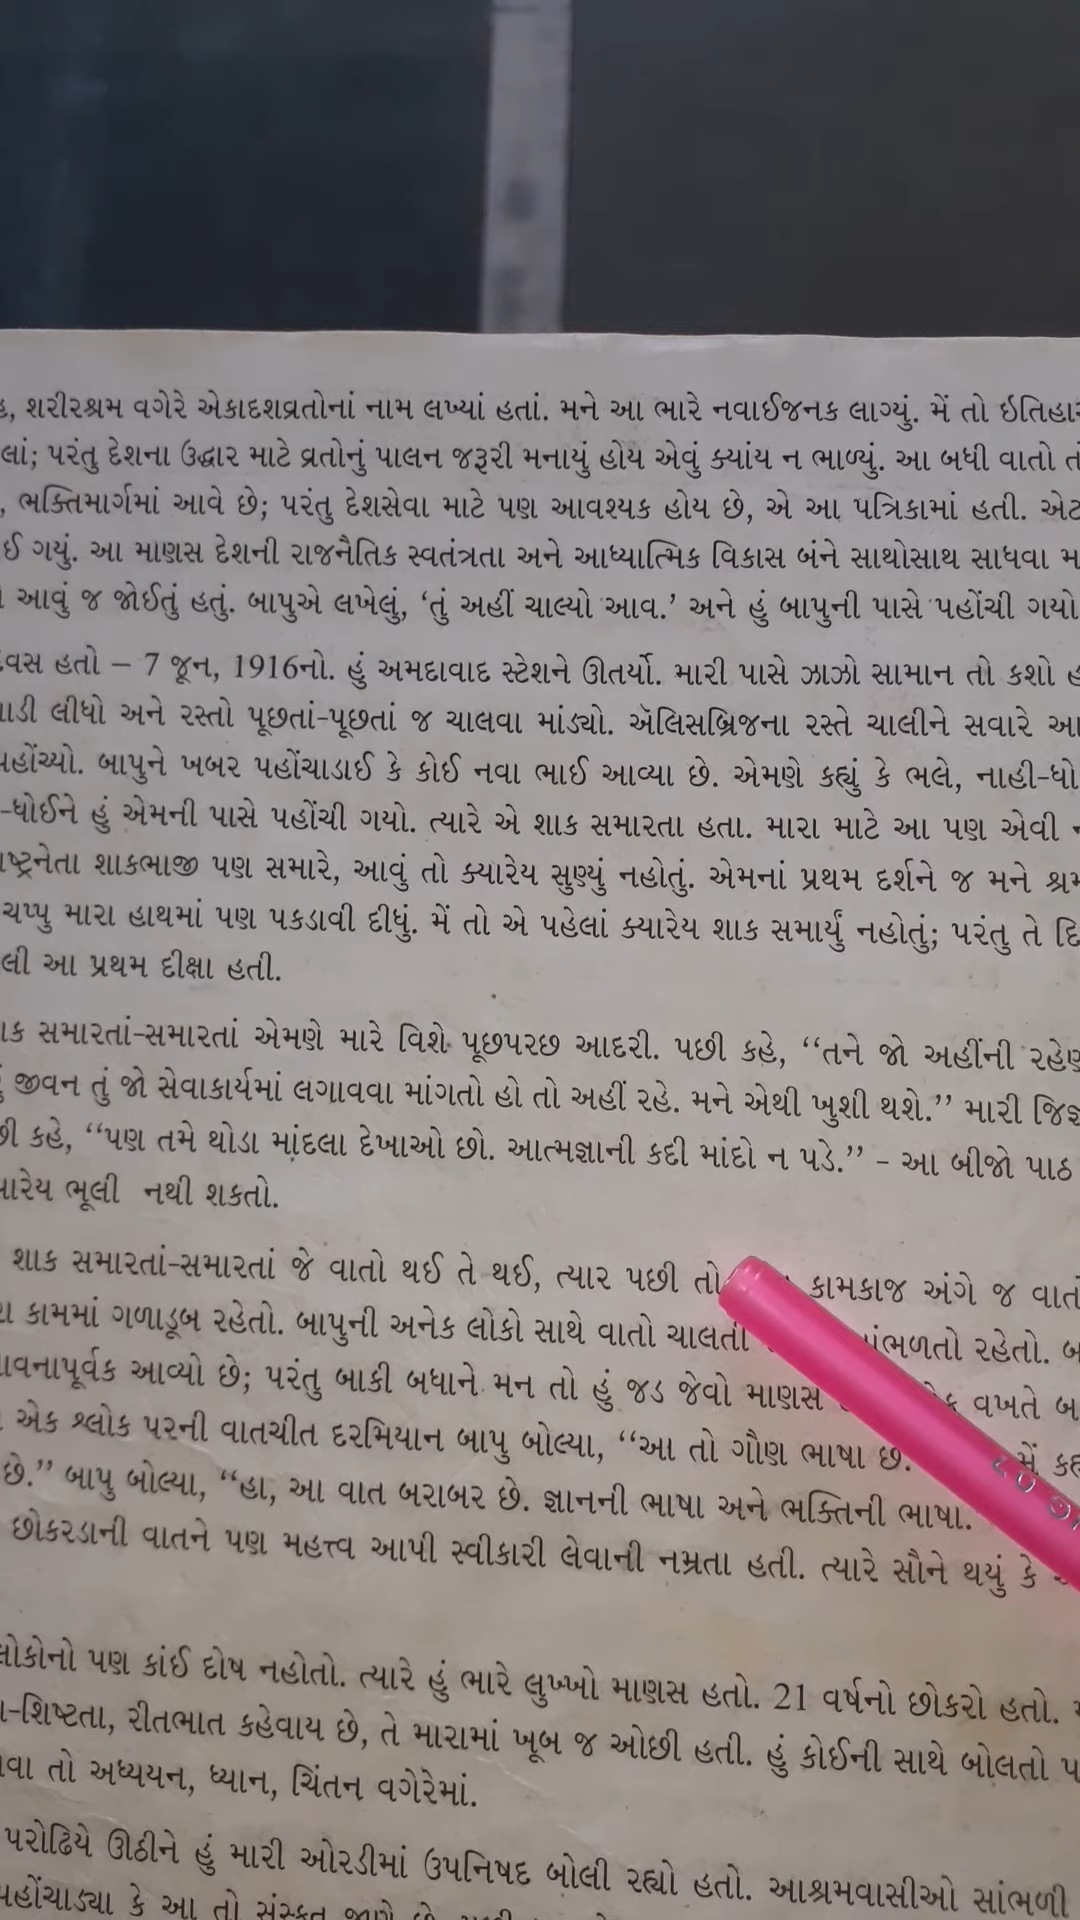 શરીરશ્રમ વગેરે એકાદશવ્રતોનાં નામ લખ્યાં હતાં. મને આ ભારે નવાઈજનક લાગ્યું. મેં તો
પરંતુ દેશના ઉદ્ધાર માટે વ્રતોનું પાલન જરૂરી મનાયું હોય એવું ક્યાંય ન ભાળ્યું. આ બધી વાતો
ભક્તિમાર્ગમાં આવે છે; પરંતુ દેશસેવા માટે પણ આવશ્યક હોય છે, એ આ પત્રિકામાં હતી.
ગયું. આ માણસ દેશની રાજનૈતિક સ્વતંત્રતા અને આધ્યાત્મિક વિકાસ બંને સાથોસાથ સાધવા
આવું જ જોઈતું હતું. બાપુએ લખેલું, ‘તું અહીં ચાલ્યો આવ.’ અને હું બાપુની પાસે પહોંચી ગયો
હતો – 7 જૂન, 1916નો. હું અમદાવાદ સ્ટેશને ઊતર્યો. મારી પાસે ઝાઝો સામાન તો કશો
લીધો અને રસ્તો પૂછતાં-પૂછતાં જ ચાલવા માંડ્યો. ઍલિસબ્રિજના રસ્તે ચાલીને સવારે
પહોંચ્યો. બાપુને ખબર પહોંચાડાઈ કે કોઈ નવા ભાઈ આવ્યા છે. એમણે કહ્યું કે ભલે, નાહી-ધો
-ધોઈને હું એમની પાસે પહોંચી ગયો. ત્યારે એ શાક સમારતા હતા. મારા માટે આ પણ એવી
શાકભાજી પણ સમારે, આવું તો ક્યારેય સુણ્યું નહોતું. એમનાં પ્રથમ દર્શને જ મને
ચપ્પુ મારા હાથમાં પણ પકડાવી દીધું. મેં તો એ પહેલાં ક્યારેય શાક સમાર્યું નહોતું; પરંતુ તે
લી આ પ્રથમ દીક્ષા હતી.
સમારતાં-સમારતાં એમણે મારે વિશે પૂછપરછ આદરી. પછી કહે, “તને જો અહીંની
જીવન તું જો સેવાકાર્યમાં લગાવવા માંગતો હો તો અહીં રહે. મને એથી ખુશી થશે.” મારી
કહે, “પણ તમે થોડા માંદલા દેખાઓ છો. આત્મજ્ઞાની કદી માંદો ન પડે.” – આ બીજો પાઠ
ભૂલી નથી શકતો.
શાક સમારતાં-સમારતાં જે વાતો થઈ તે થઈ, ત્યાર પછી તો કામકાજ અંગે જ
કામમાં ગળાડૂબ રહેતો. બાપુની અનેક લોકો સાથે વાતો ચાલતી રહેતો.
આવ્યો છે; પરંતુ બાકી બધાને મન તો હું જડ જેવો માણસ વખતે
એક શ્લોક પરની વાતચીત દરમિયાન બાપુ બોલ્યા, “આ તો ગૌણ ભાષા છે. મેં
છે.” બાપુ બોલ્યા, “હા, આ વાત બરાબર છે. જ્ઞાનની ભાષા અને ભક્તિની ભાષા.
છોકરડાની વાતને પણ મહત્ત્વ આપી સ્વીકારી લેવાની નમ્રતા હતી. ત્યારે સૌને થયું કે
લોકોનો પણ કાંઈ દોષ નહોતો. ત્યારે હું ભારે લુખ્ખો માણસ હતો. 21 વર્ષનો છોકરો હતો.
-શિષ્ટતા, રીતભાત કહેવાય છે, તે મારામાં ખૂબ જ ઓછી હતી. હું કોઈની સાથે બોલતો
તો અધ્યયન, ધ્યાન, ચિંતન વગેરેમાં.
પરોઢિયે ઊઠીને હું મારી ઓરડીમાં ઉપનિષદ બોલી રહ્યો હતો. આશ્રમવાસીઓ સાંભળી
પહોંચાડ્યા કે આ તો સંસ્કૃત જાણે છે.